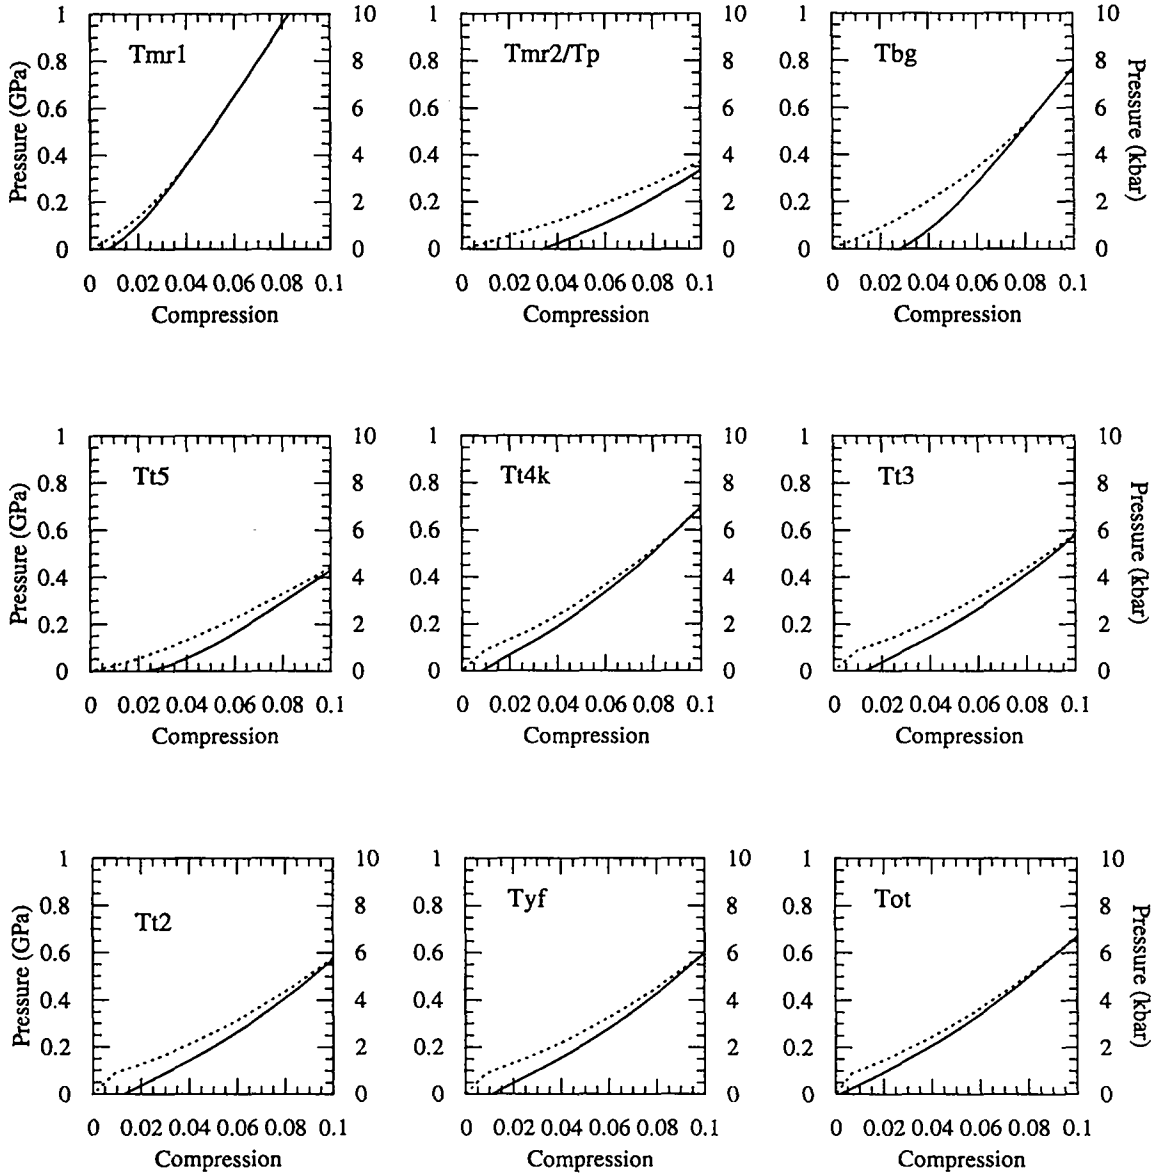 1 10 1 10 1 10
Tmr1 Tmr2/Tp Tbg
0.8 8 0.8 8 0.8 8
0.6 6 0.6 6 0.6 6
0.4 4 0.4 4 0.4 4
0.2 2 0.2 2 0.2 2
0 0 0 0 0 0
Pressure (GPa) Pressure (kbar)
0 0.02 0.04 0.06 0.08 0.1 0 0.02 0.04 0.06 0.08 0.1 0 0.02 0.04 0.06 0.08 0.1
Compression Compression Compression
1 10 1 10 1 10
Tt5 Tt4k Tt3
0.8 8 0.8 8 0.8 8
0.6 6 0.6 6 0.6 6
0.4 4 0.4 4 0.4 4
0.2 2 0.2 2 0.2 2
0 0 0 0 0 0
Pressure (GPa) Pressure (kbar)
0 0.02 0.04 0.06 0.08 0.1 0 0.02 0.04 0.06 0.08 0.1 0 0.02 0.04 0.06 0.08 0.1
Compression Compression Compression
1 10 1 10 1 10
Tt2 Tyf Tot
0.8 8 0.8 8 0.8 8
0.6 6 0.6 6 0.6 6
0.4 4 0.4 4 0.4 4
0.2 2 0.2 2 0.2 2
0 0 0 0 0 0
Pressure (GPa) Pressure (kbar)
0 0.02 0.04 0.06 0.08 0.1 0 0.02 0.04 0.06 0.08 0.1 0 0.02 0.04 0.06 0.08 0.1
Compression Compression Compression